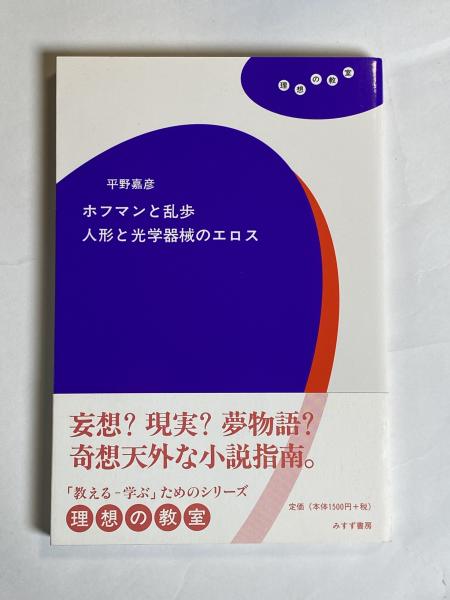 理想の教室
平野嘉彦
ホフマンと乱歩
人形と光学器械のエロス
妄想? 現実? 夢物語?
奇想天外な小説指南。
「教える-学ぶ」ためのシリーズ
理想の教室
定価 (本体1500円+税)
みすず書房